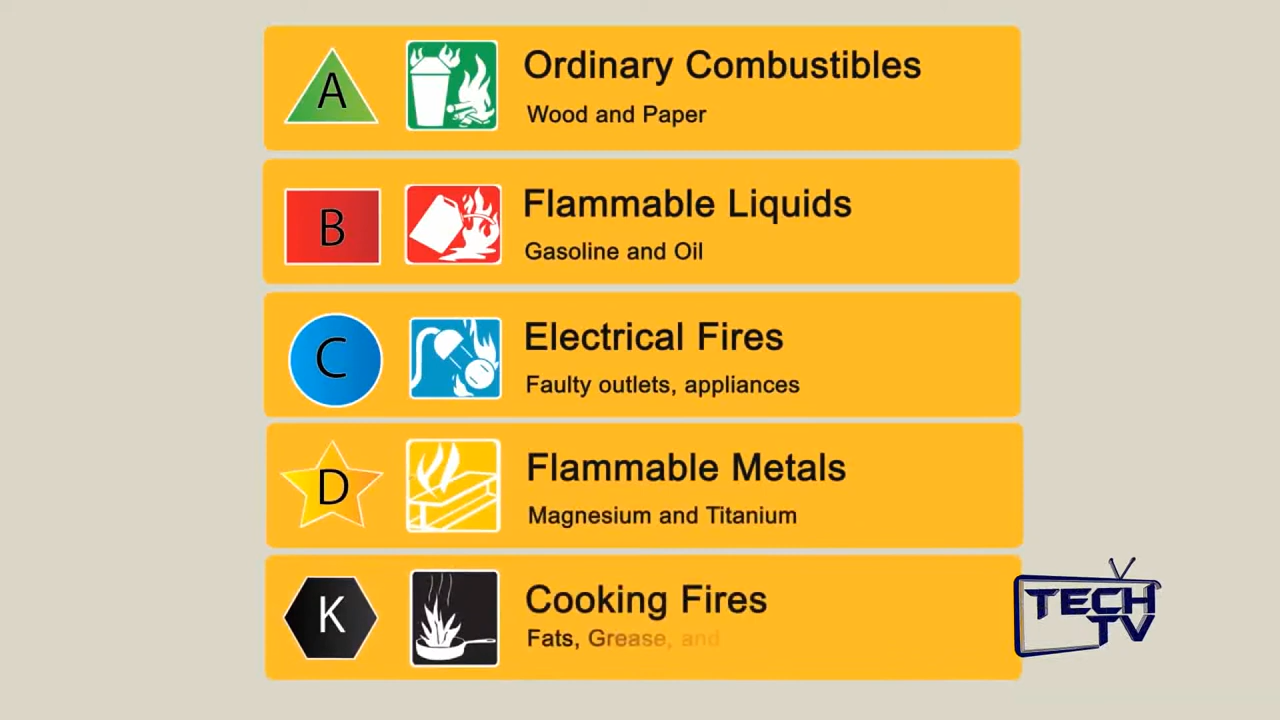 A
Ordinary Combustibles
Wood and Paper
B
Flammable Liquids
Gasoline and Oil
C
Electrical Fires
Faulty outlets, appliances
D
Flammable Metals
Magnesium and Titanium
K
Cooking Fires
Fats, Grease, and
TECH
TV